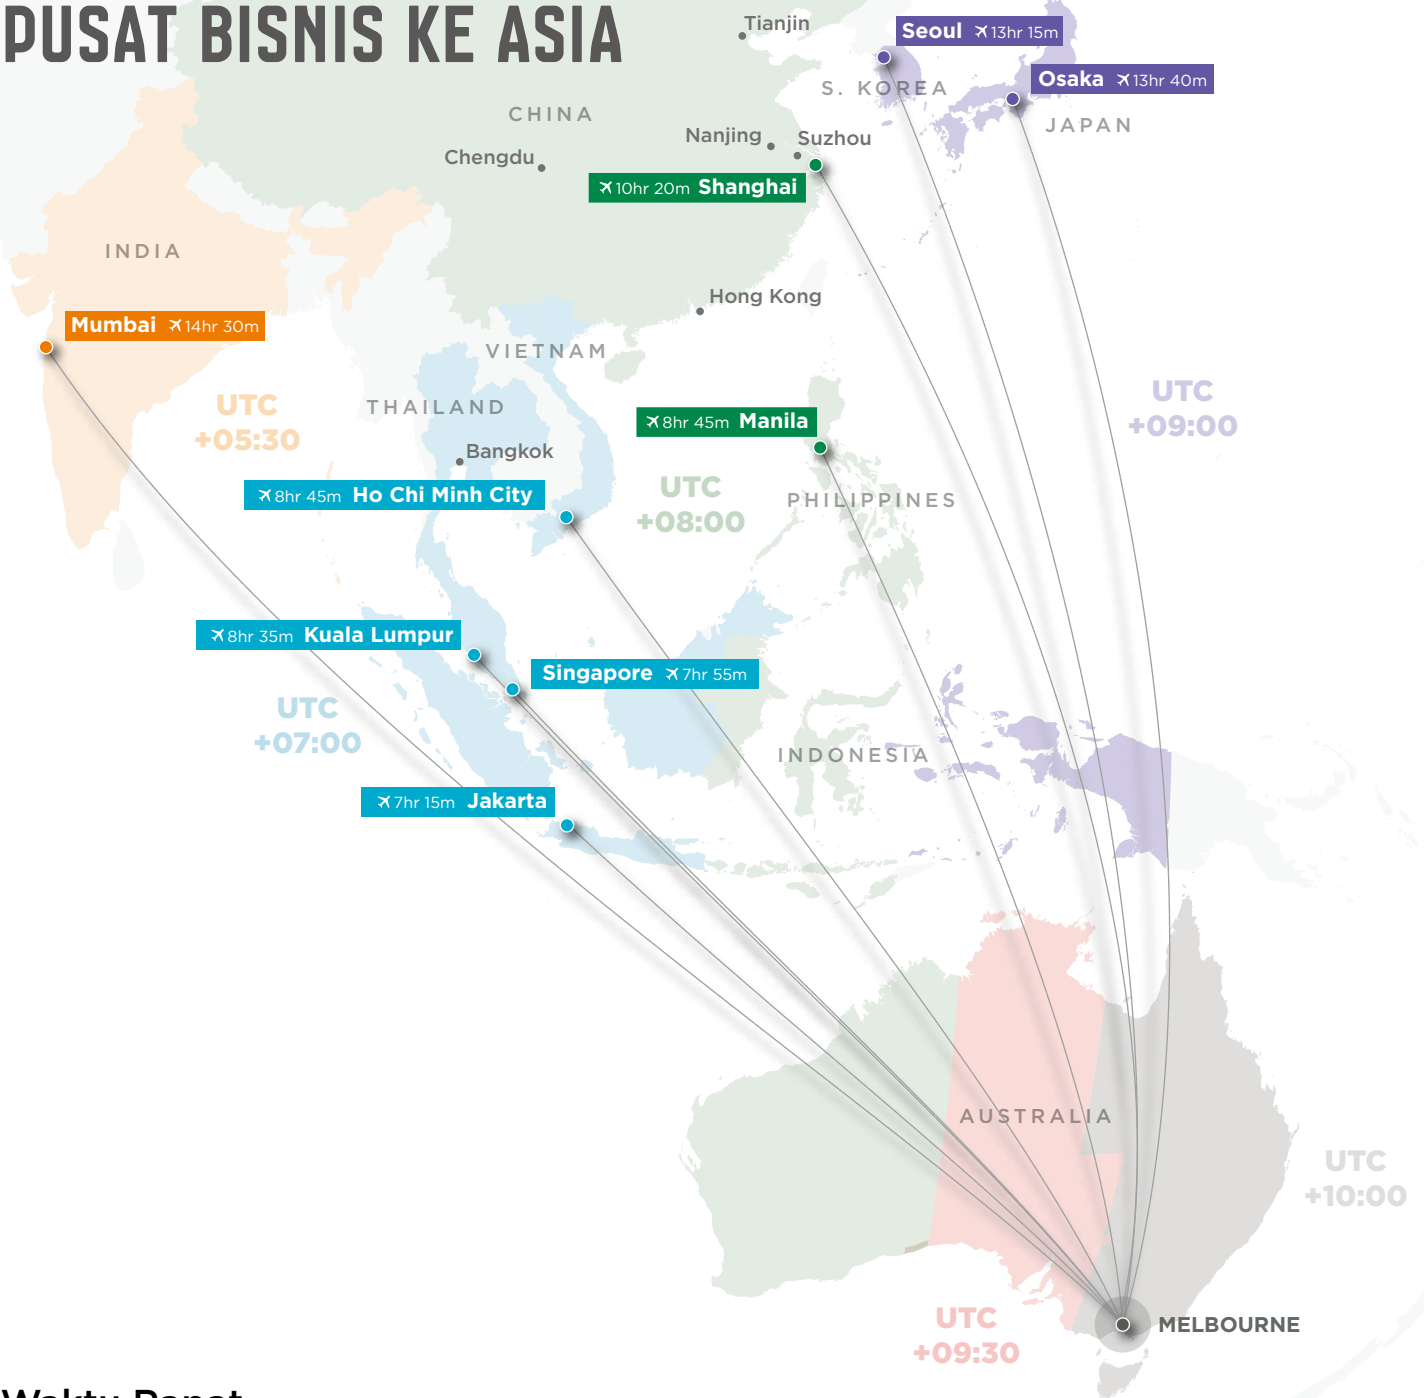 PUSAT BISNIS KE ASIA
Tianjin
Seoul 13hr 15m
Osaka 13hr 40m
S. KOREA
CHINA
JAPAN
Nanjing
Suzhou
Chengdu
10hr 20m Shanghai
INDIA
Hong Kong
Mumbai 14hr 30m
VIETNAM
UTC
+05:30
THAILAND
UTC
+09:00
8hr 45m Manila
Bangkok
8hr 45m Ho Chi Minh City
UTC
+08:00
PHILIPPINES
8hr 35m Kuala Lumpur
Singapore 7hr 55m
UTC
+07:00
INDONESIA
7hr 15m Jakarta
AUSTRALIA
UTC
+10:00
UTC
+09:30
MELBOURNE